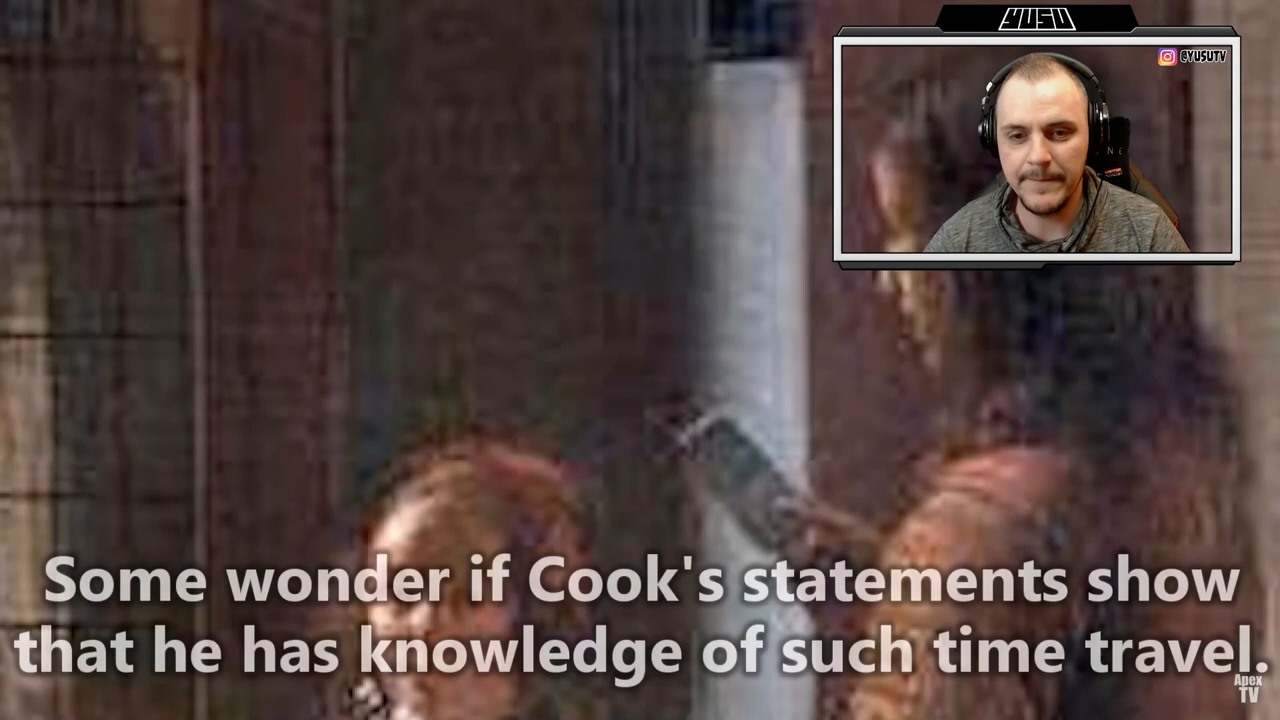 YUSU
@YUSUTV
Some wonder if Cook's statements show
that he has knowledge of such time travel.
Apex
TV